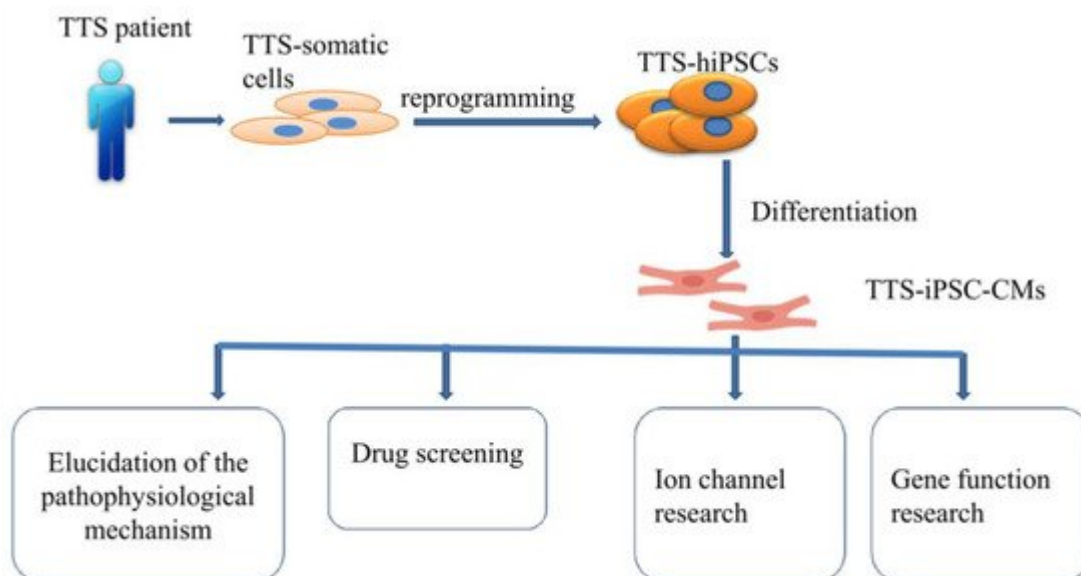 TTS patient
TTS-somatic
cells
reprogramming
TTS-hiPSCs
Differentiation
TTS-iPSC-CMs
Elucidation of the
pathophysiological
mechanism
Drug screening
Ion channel
research
Gene function
research